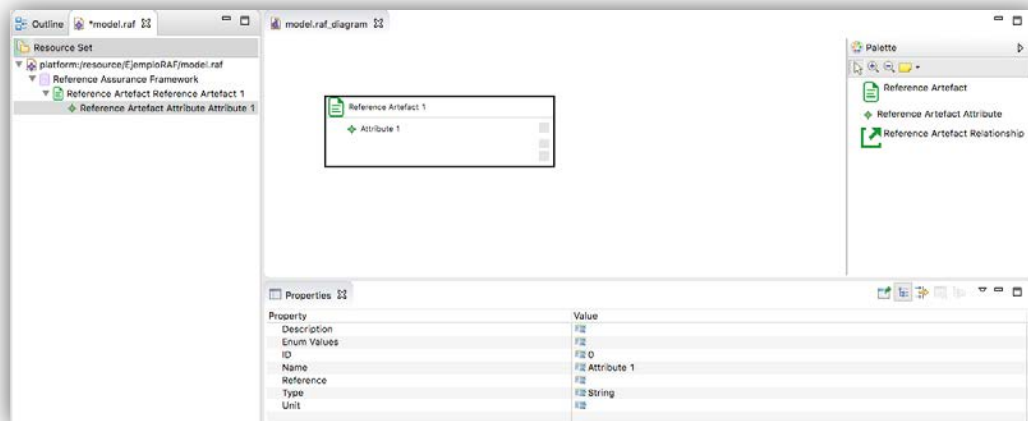 Outline *model.raf
Resource Set
platform:/resource/EjemploRAF/model.raf
Reference Assurance Framework
Reference Artefact Reference Artefact 1
Reference Artefact Attribute Attribute 1
model.raf_diagram
Reference Artefact 1
Attribute 1
Palette
Reference Artefact
Reference Artefact Attribute
Reference Artefact Relationship
Properties
Property Value
Description
Enum Values
ID 0
Name Attribute 1
Reference
Type String
Unit